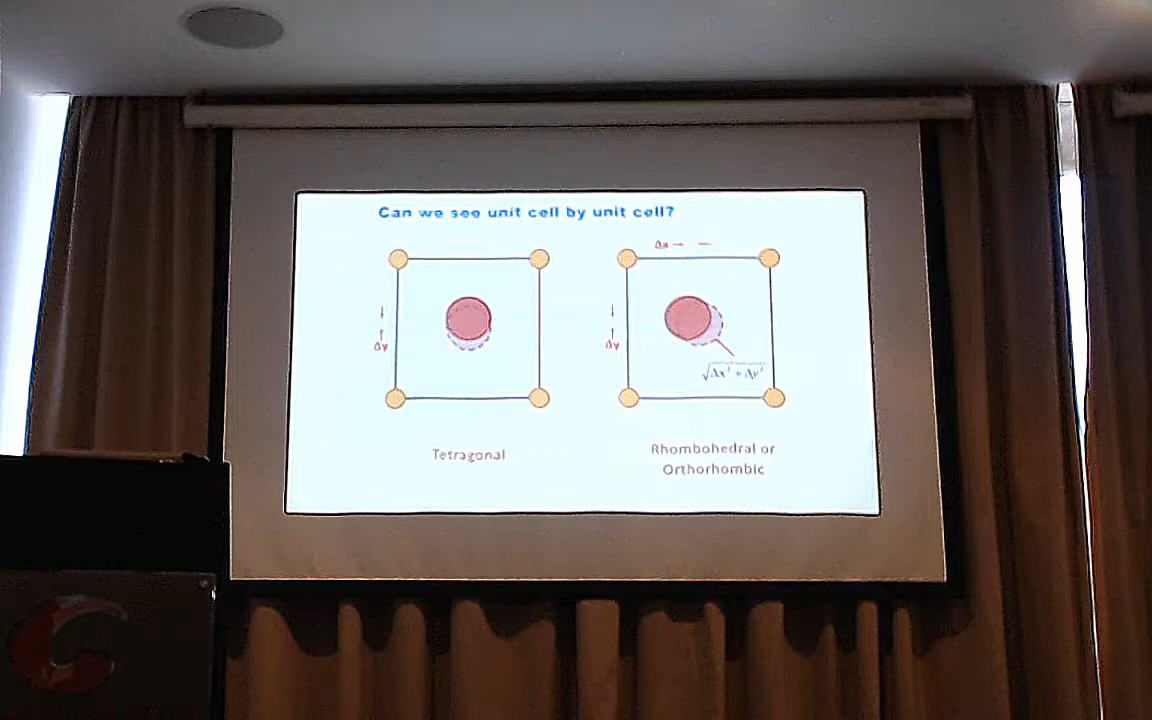 Can we see unit cell by unit cell?
Δx
Δy
Δy
√Δx² + Δy²
Tetragonal
Rhombohedral or
Orthorhombic